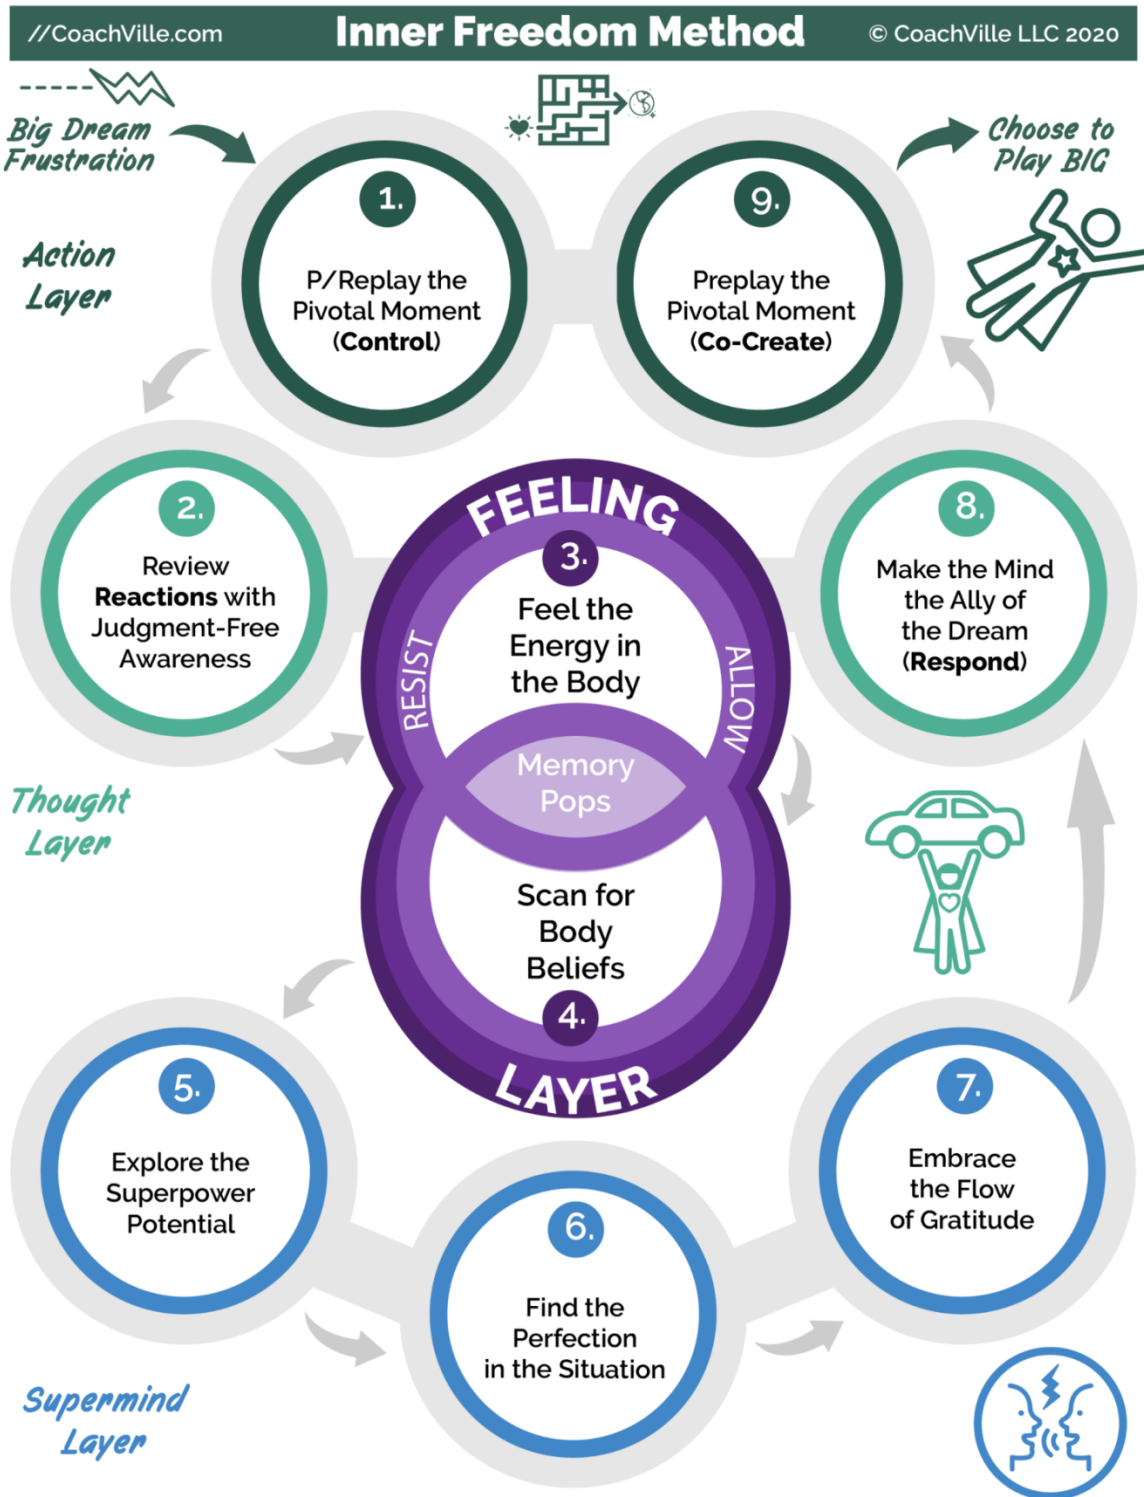 //CoachVille.com
Inner Freedom Method
© CoachVille LLC 2020
Big Dream
Frustration
Choose to
Play BIG
Action
Layer
1.
P/Replay the
Pivotal Moment
(Control)
9.
Preplay the
Pivotal Moment
(Co-Create)
2.
Review
Reactions with
Judgment-Free
Awareness
FEELING
3.
Feel the
Energy in
the Body
RESIST
ALLOW
Memory
Pops
Scan for
Body
Beliefs
4.
LAYER
8.
Make the Mind
the Ally of
the Dream
(Respond)
Thought
Layer
5.
Explore the
Superpower
Potential
6.
Find the
Perfection
in the Situation
7.
Embrace
the Flow
of Gratitude
Supermind
Layer